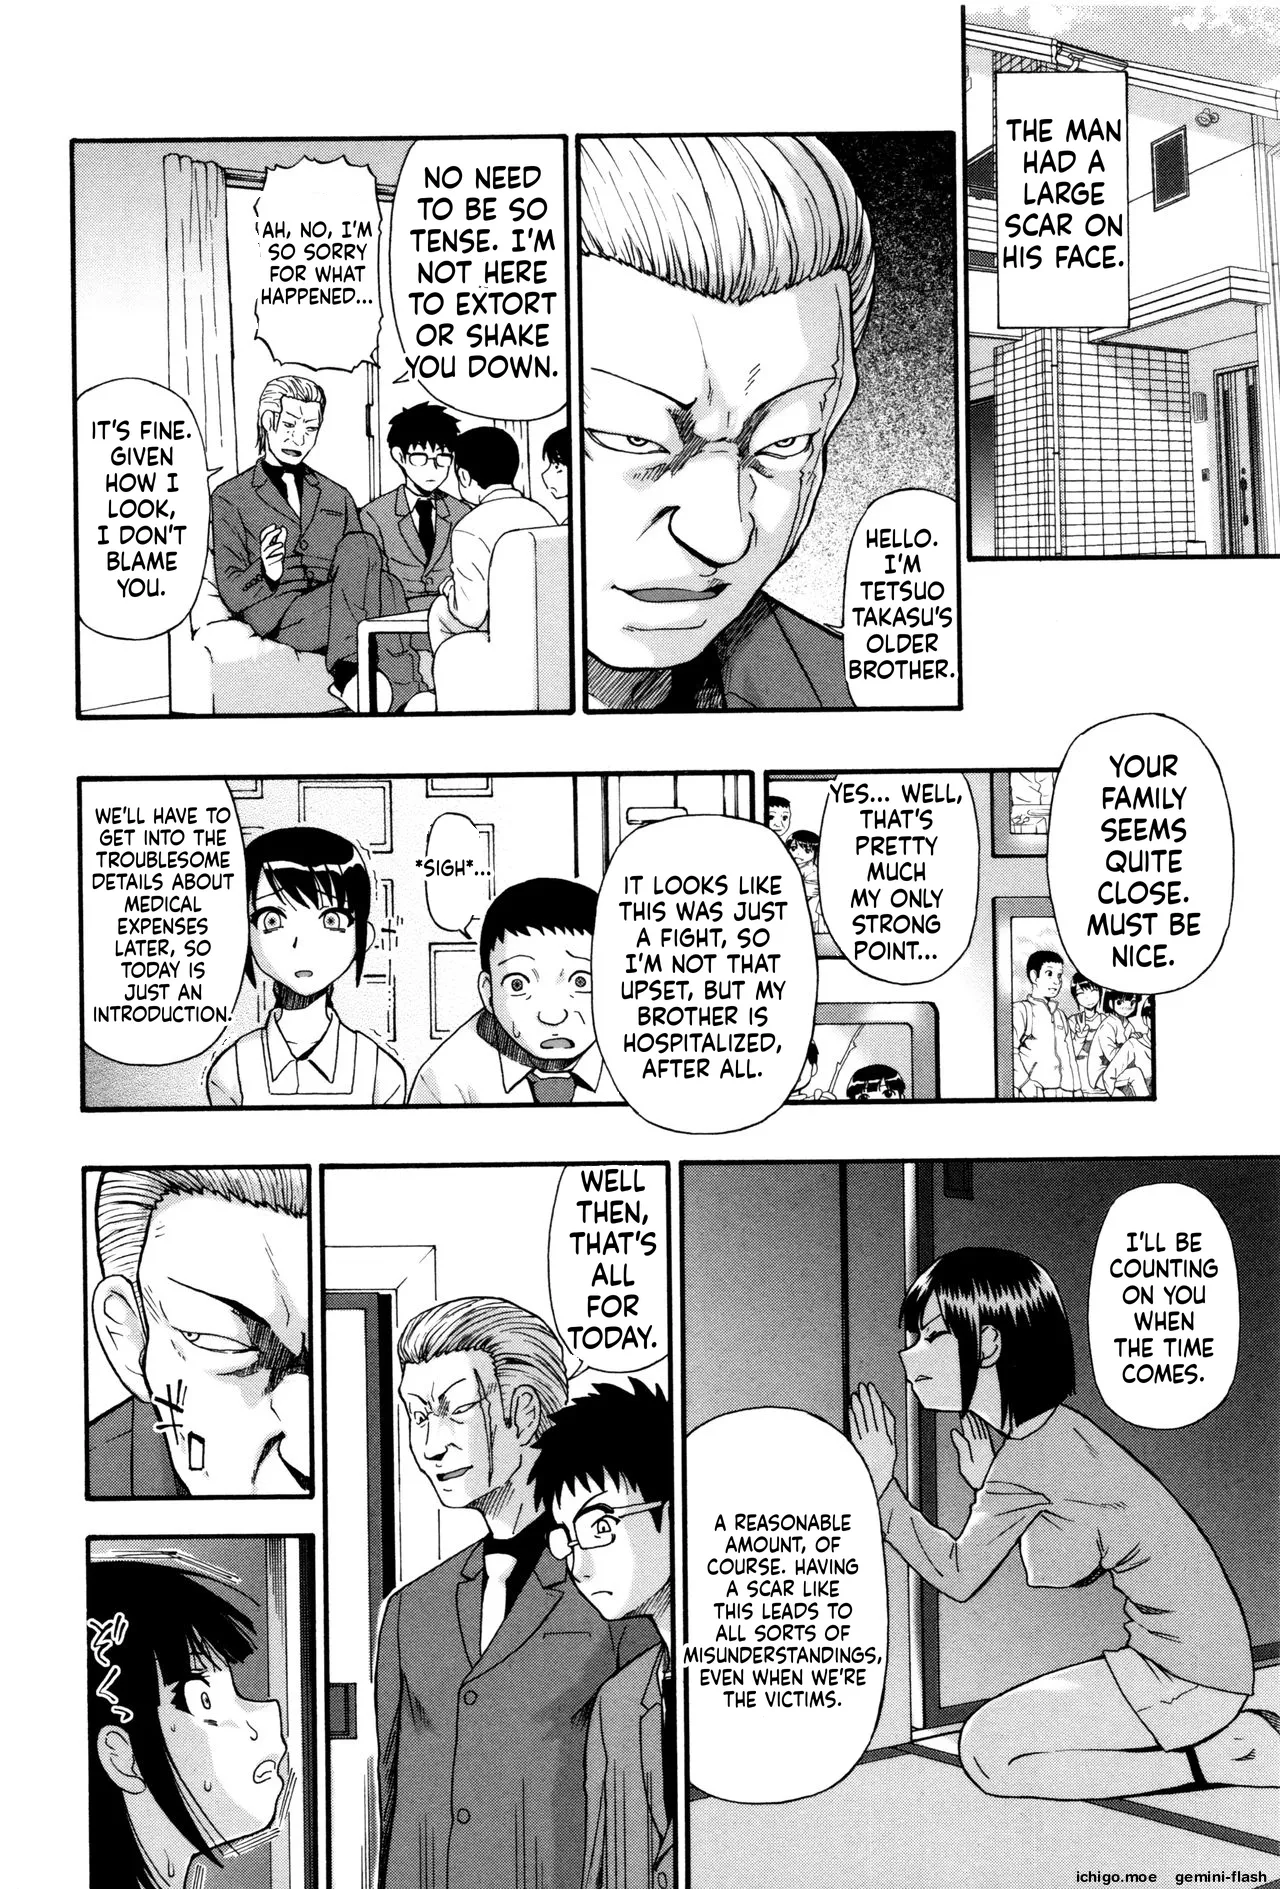 THE MAN
HAD A
LARGE
SCAR ON
HIS FACE.
HELLO.
I'M
TETSUO
TAKASU'S
OLDER
BROTHER.
NO NEED
TO BE SO
TENSE. I'M
NOT HERE
TO EXTORT
OR SHAKE
YOU DOWN.
AH, NO, I'M
SO SORRY
FOR WHAT
HAPPENED...
IT'S FINE.
GIVEN
HOW I
LOOK,
I DON'T
BLAME
YOU.
YOUR
FAMILY
SEEMS
QUITE
CLOSE.
MUST BE
NICE.
YES... WELL,
THAT'S
PRETTY
MUCH
MY ONLY
STRONG
POINT...
IT LOOKS LIKE
THIS WAS JUST
A FIGHT, SO
I'M NOT THAT
UPSET, BUT MY
BROTHER IS
HOSPITALIZED,
AFTER ALL.
*SIGH*...
WE'LL HAVE TO
GET INTO THE
TROUBLESOME
DETAILS ABOUT
MEDICAL
EXPENSES
LATER, SO
TODAY IS
JUST AN
INTRODUCTION.
I'LL BE
COUNTING
ON YOU
WHEN
THE TIME
COMES.
A REASONABLE
AMOUNT, OF
COURSE. HAVING
A SCAR LIKE
THIS LEADS TO
ALL SORTS OF
MISUNDERSTANDINGS,
EVEN WHEN WE'RE
THE VICTIMS.
WELL
THEN,
THAT'S
ALL
FOR
TODAY.
ギロ
ぞくっ
ichigo.moe gemini-flash